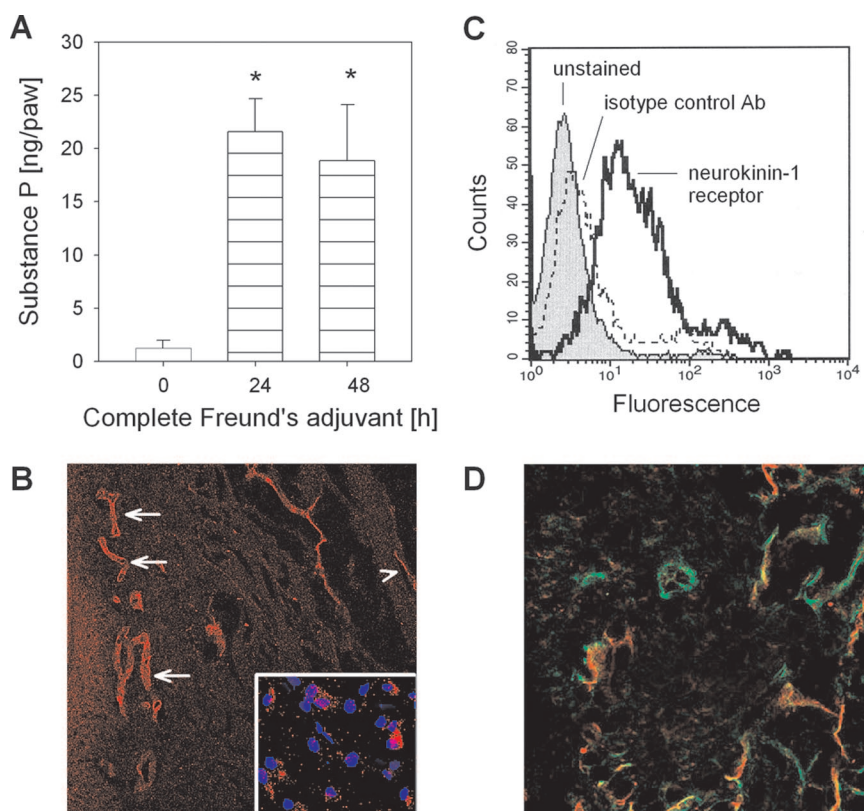 A
Substance P [ng/paw]
30
25
20
15
10
5
0
*
*
0
24
48
Complete Freund's adjuvant [h]
C
Counts
80
70
60
50
40
30
20
10
0
unstained
isotype control Ab
neurokinin-1
receptor
10⁰
10¹
10²
10³
10⁴
Fluorescence
B
D